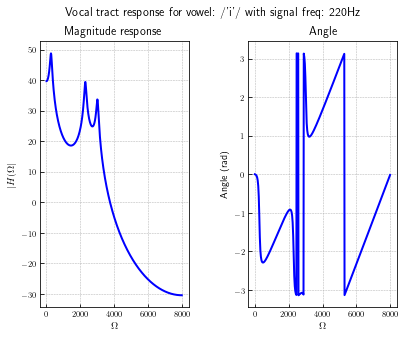 Vocal tract response for vowel: /'i'/ with signal freq: 220Hz
Magnitude response
Angle
|H(Ω|
50
40
30
20
10
0
−10
−20
−30
0 2000 4000 6000 8000
Ω
Angle (rad)
3
2
1
0
−1
−2
−3
0 2000 4000 6000 8000
Ω